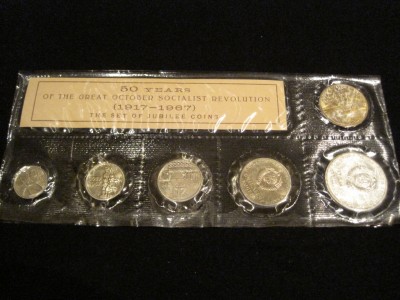 50 YEARS
OF THE GREAT OCTOBER SOCIALIST REVOLUTION
(1917-1967)
THE SET OF JUBILEE COINS